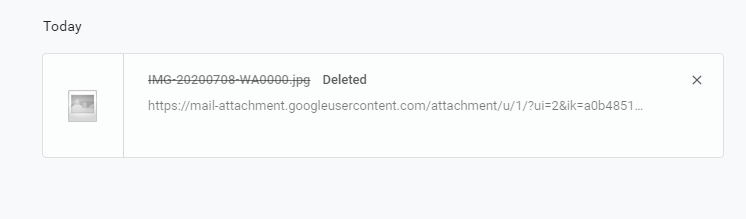 Today
IMG-20200708-WA0000.jpg Deleted
https://mail-attachment.googleusercontent.com/attachment/u/1/?ui=2&ik=a0b4851...